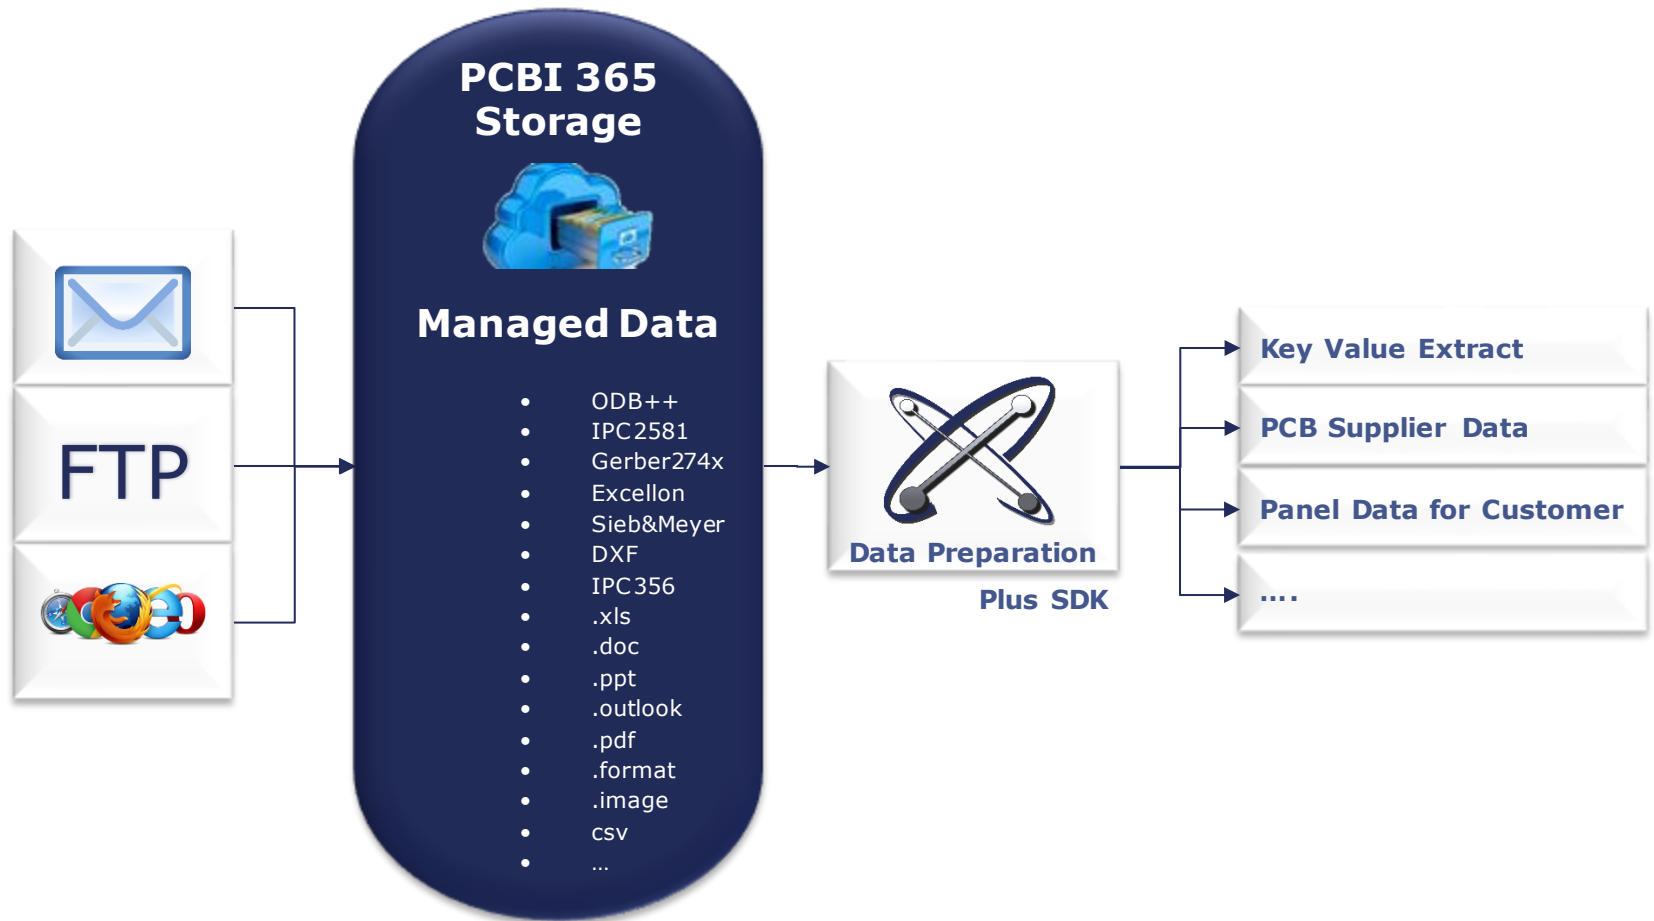 PCBI 365
Storage
Managed Data
• ODB++
• IPC2581
• Gerber274x
• Excellon
• Sieb&Meyer
• DXF
• IPC356
• .xls
• .doc
• .ppt
• .outlook
• .pdf
• .format
• .image
• csv
• ...
FTP
Data Preparation
Plus SDK
Key Value Extract
PCB Supplier Data
Panel Data for Customer
....